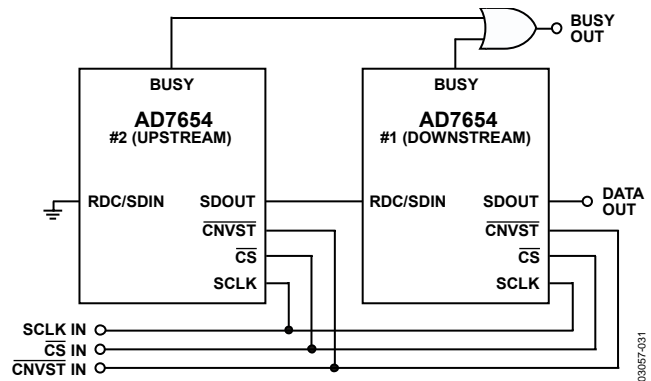 BUSY
OUT
BUSY
AD7654
#2 (UPSTREAM)
RDC/SDIN
SDOUT
CNVST
CS
SCLK
BUSY
AD7654
#1 (DOWNSTREAM)
RDC/SDIN
SDOUT
CNVST
CS
SCLK
DATA
OUT
SCLK IN
CS IN
CNVST IN
03057-031